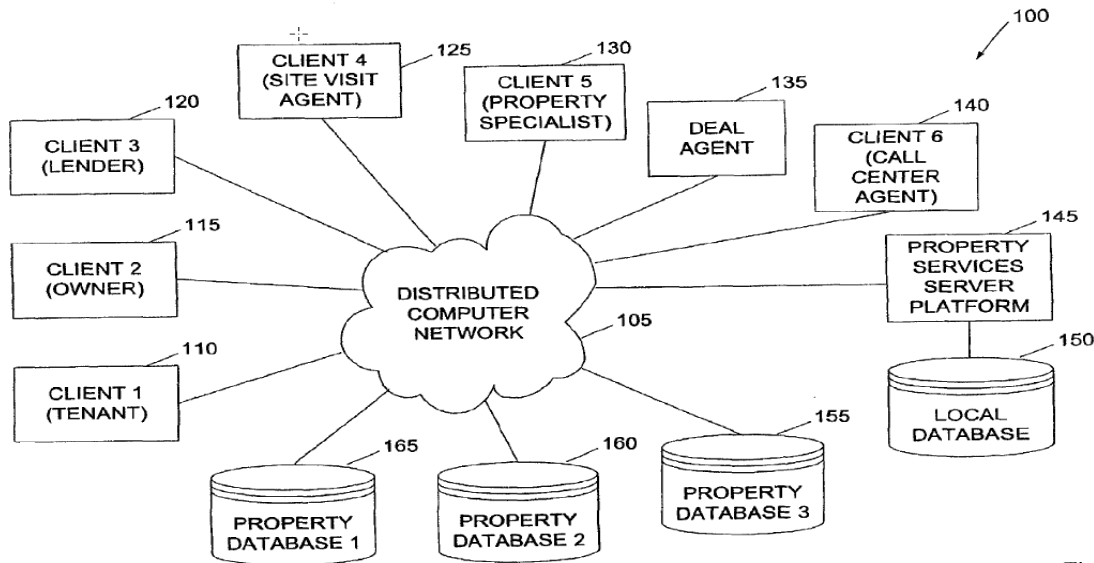 100
125
CLIENT 4
(SITE VISIT
AGENT)
130
CLIENT 5
(PROPERTY
SPECIALIST)
135
DEAL
AGENT
120
CLIENT 3
(LENDER)
140
CLIENT 6
(CALL
CENTER
AGENT)
115
CLIENT 2
(OWNER)
145
PROPERTY
SERVICES
SERVER
PLATFORM
DISTRIBUTED
COMPUTER
NETWORK
105
110
CLIENT 1
(TENANT)
150
LOCAL
DATABASE
165
PROPERTY
DATABASE 1
160
PROPERTY
DATABASE 2
155
PROPERTY
DATABASE 3